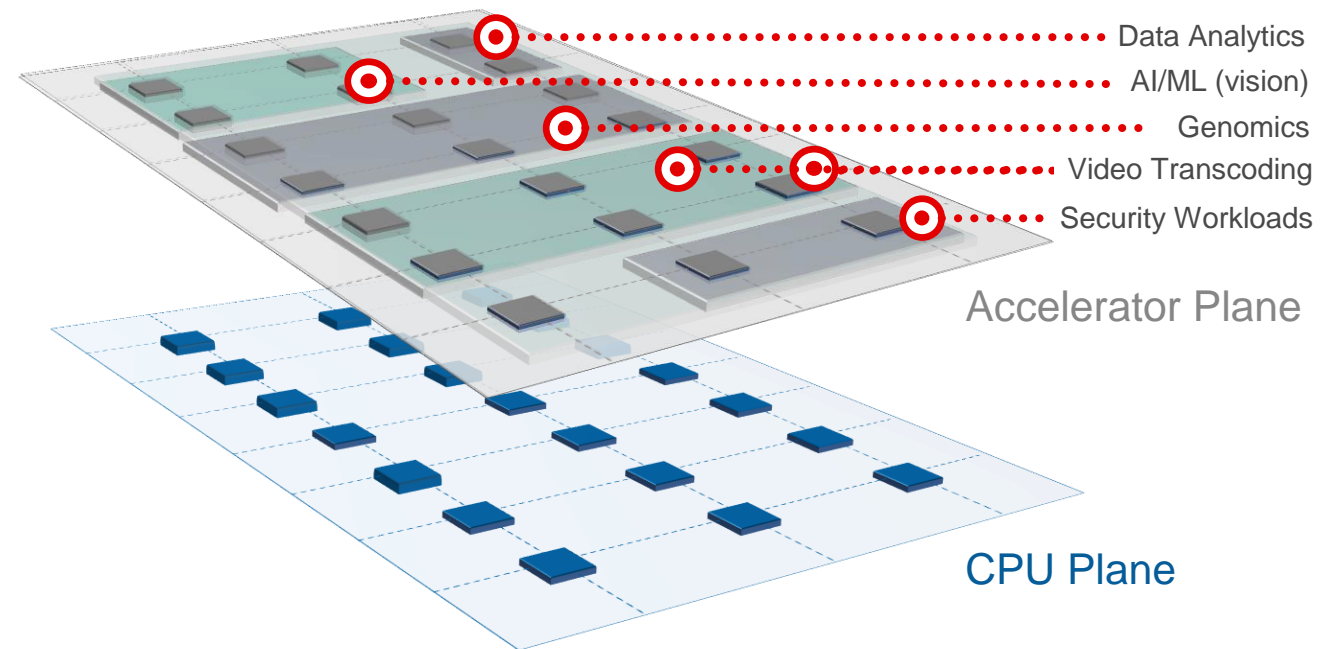 Data Analytics
AI/ML (vision)
Genomics
Video Transcoding
Security Workloads
Accelerator Plane
CPU Plane